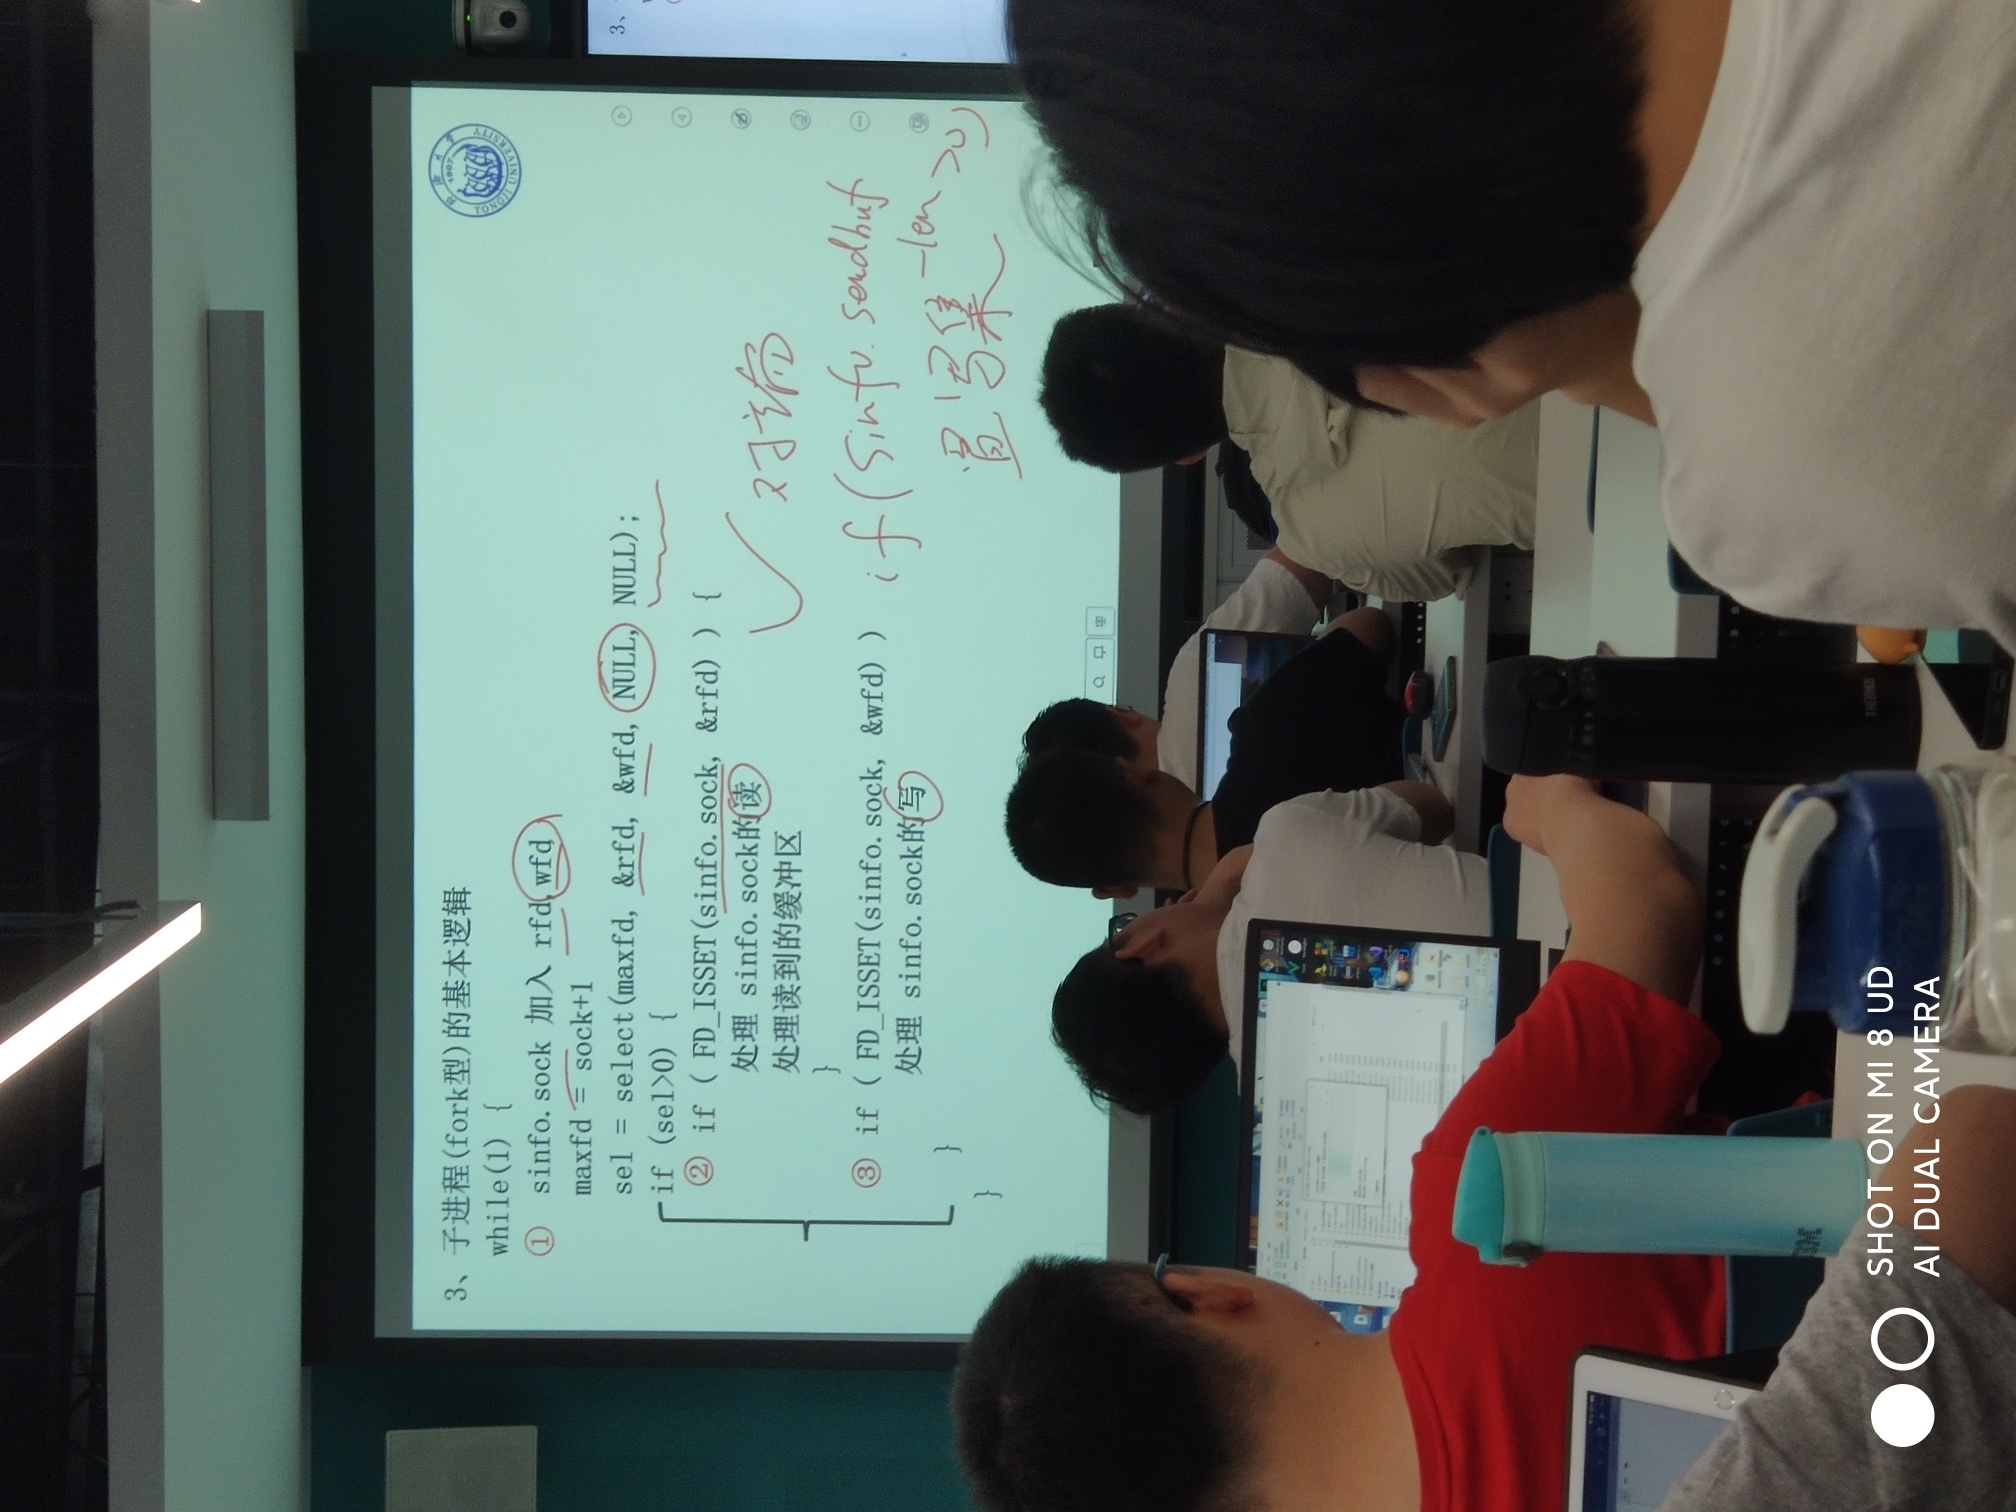 3、子进程(fork型)的基本逻辑
while(1) {
① sinfo.sock 加入 rfd,wfd
maxfd = sock+1
sel = select(maxfd, &rfd, &wfd, NULL, NULL);
if (sel>0) {
② if ( FD_ISSET(sinfo.sock, &rfd) ) {
处理 sinfo.sock的读
处理读到的缓冲区
}
③ if ( FD_ISSET(sinfo.sock, &wfd) )
处理 sinfo.sock的写
}
}
对端
if(sinfo.sendbuf
-len >0)
置写集
1907
TONGJI UNIVERSITY
3、
IBM
THERMOS
SHOT ON MI 8 UD
AI DUAL CAMERA